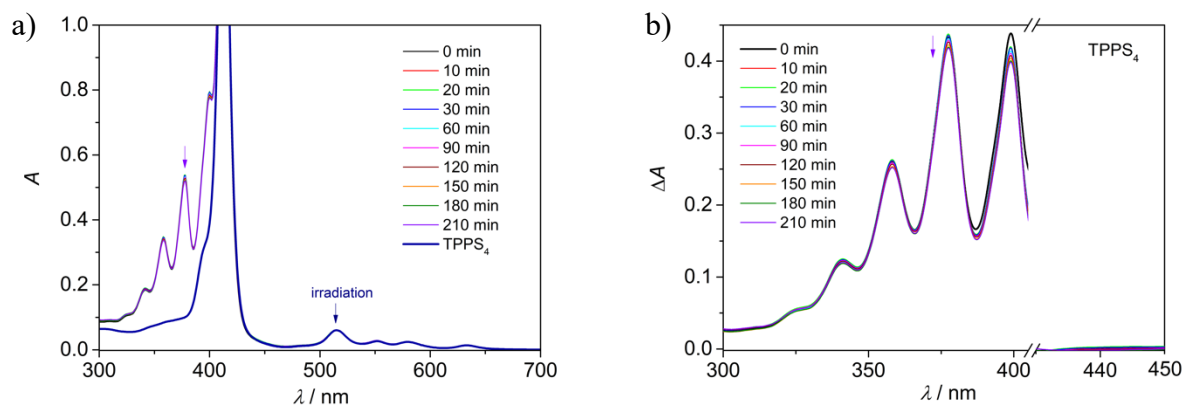 a)
1.0
0.8
0.6
0.4
0.2
0.0
A
0 min
10 min
20 min
30 min
60 min
90 min
120 min
150 min
180 min
210 min
TPPS₄
irradiation
300 400 500 600 700
λ / nm
b)
0.4
0.3
0.2
0.1
0.0
ΔA
0 min
10 min
20 min
30 min
60 min
90 min
120 min
150 min
180 min
210 min
TPPS₄
300 350 400 440 450
λ / nm